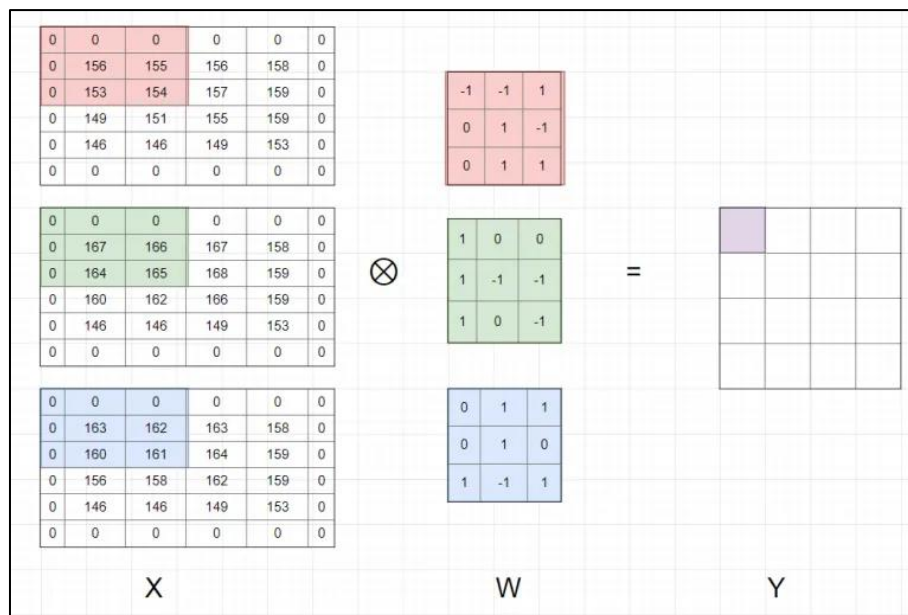 0 0 0 0 0 0
0 156 155 156 158 0
0 153 154 157 159 0
0 149 151 155 159 0
0 146 146 149 153 0
0 0 0 0 0 0
-1 -1 1
0 1 -1
0 1 1
0 0 0 0 0 0
0 167 166 167 158 0
0 164 165 168 159 0
0 160 162 166 159 0
0 146 146 149 153 0
0 0 0 0 0 0
⊗
1 0 0
1 -1 -1
1 0 -1
=
0 0 0 0 0 0
0 163 162 163 158 0
0 160 161 164 159 0
0 156 158 162 159 0
0 146 146 149 153 0
0 0 0 0 0 0
0 1 1
0 1 0
1 -1 1
X W Y